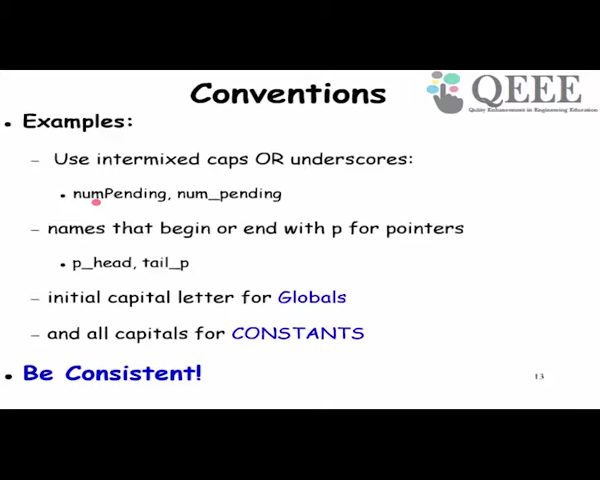 Conventions
QEEE
Quality Enhancement in Engineering Education
• Examples:
– Use intermixed caps OR underscores:
• numPending, num_pending
– names that begin or end with p for pointers
• p_head, tail_p
– initial capital letter for Globals
– and all capitals for CONSTANTS
• Be Consistent!
13